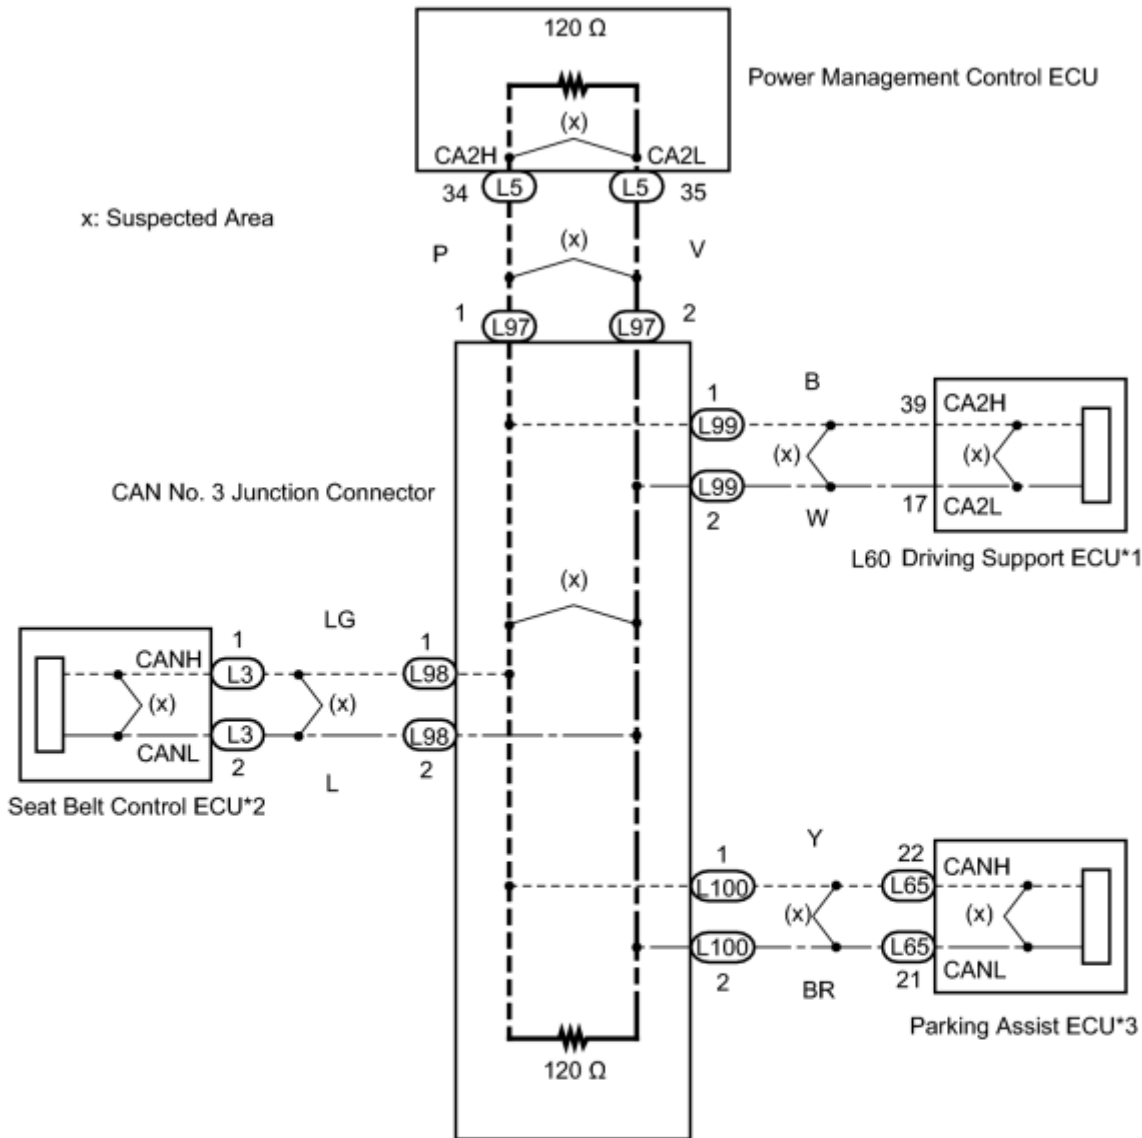 120 Ω
Power Management Control ECU
(x)
CA2H CA2L
34 L5 L5 35
x: Suspected Area
P (x) V
1 L97 L97 2
1 B 39 CA2H
L99
(x) (x)
CAN No. 3 Junction Connector
L99
2 W 17 CA2L
L60 Driving Support ECU*1
(x)
LG
CANH 1 L3 1 L98
(x) (x)
CANL L3 2 L98 2
L
Seat Belt Control ECU*2
1 Y 22 CANH
L100 L65
(x) (x)
L100 L65
2 BR 21 CANL
Parking Assist ECU*3
120 Ω